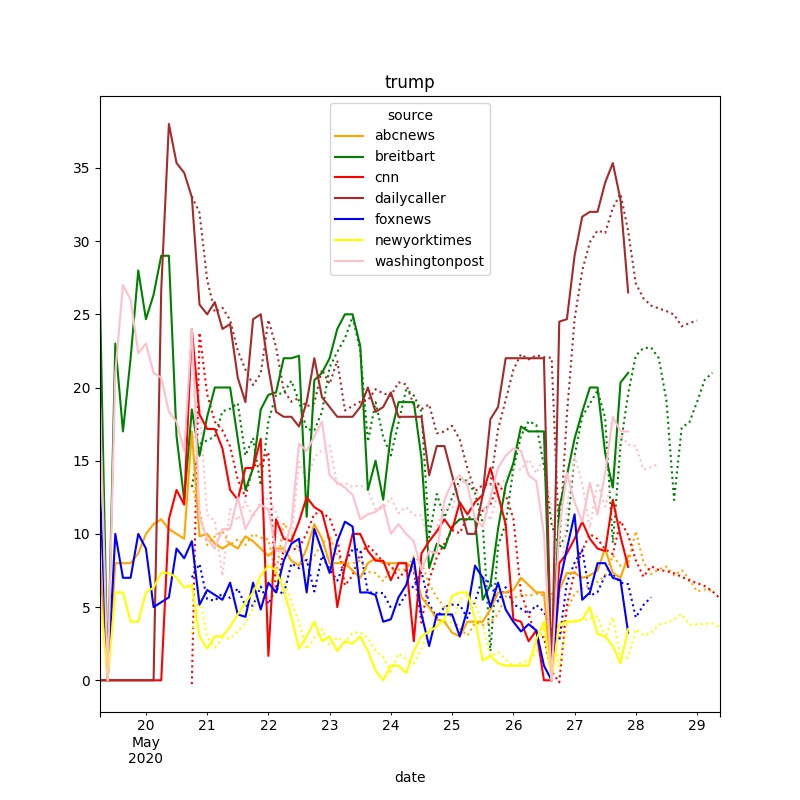 trump
source
abcnews
breitbart
cnn
dailycaller
foxnews
newyorktimes
washingtonpost
35
30
25
20
15
10
5
0
20 21 22 23 24 25 26 27 28 29
May
2020
date